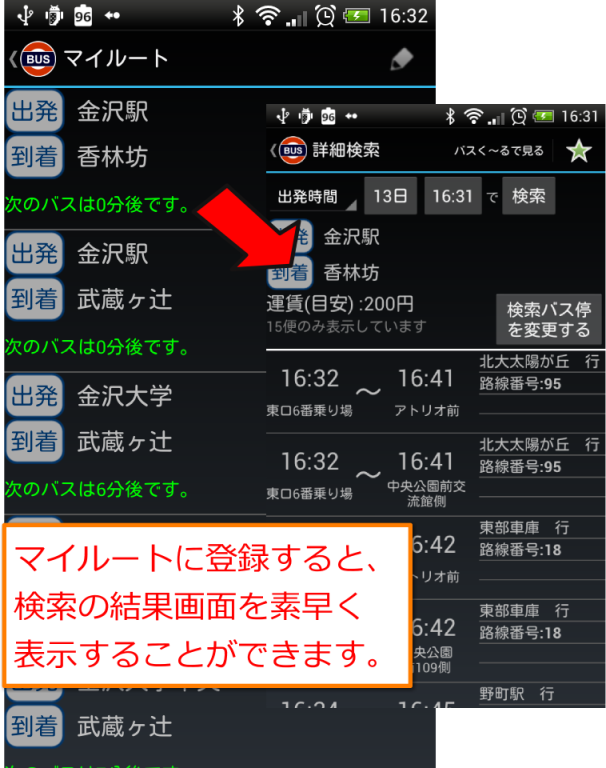 96
16:32
BUS マイルート
出発 金沢駅
到着 香林坊
次のバスは0分後です。
出発 金沢駅
到着 武蔵ヶ辻
次のバスは0分後です。
出発 金沢大学
到着 武蔵ヶ辻
次のバスは6分後です。
到着 武蔵ヶ辻
マイルートに登録すると、
検索の結果画面を素早く
表示することができます。
96
16:31
BUS 詳細検索 バスく~るで見る
出発時間 13日 16:31 で 検索
発 金沢駅
到着 香林坊
運賃(目安) :200円
15便のみ表示しています
検索バス停
を変更する
16:32 ～ 16:41
東口6番乗り場 アトリオ前
北大太陽が丘 行
路線番号:95
16:32 ～ 16:41
東口6番乗り場 中央公園前交
流館側
北大太陽が丘 行
路線番号:95
6:42
トリオ前
東部車庫 行
路線番号:18
6:42
央公園
109側
東部車庫 行
路線番号:18
野町駅 行